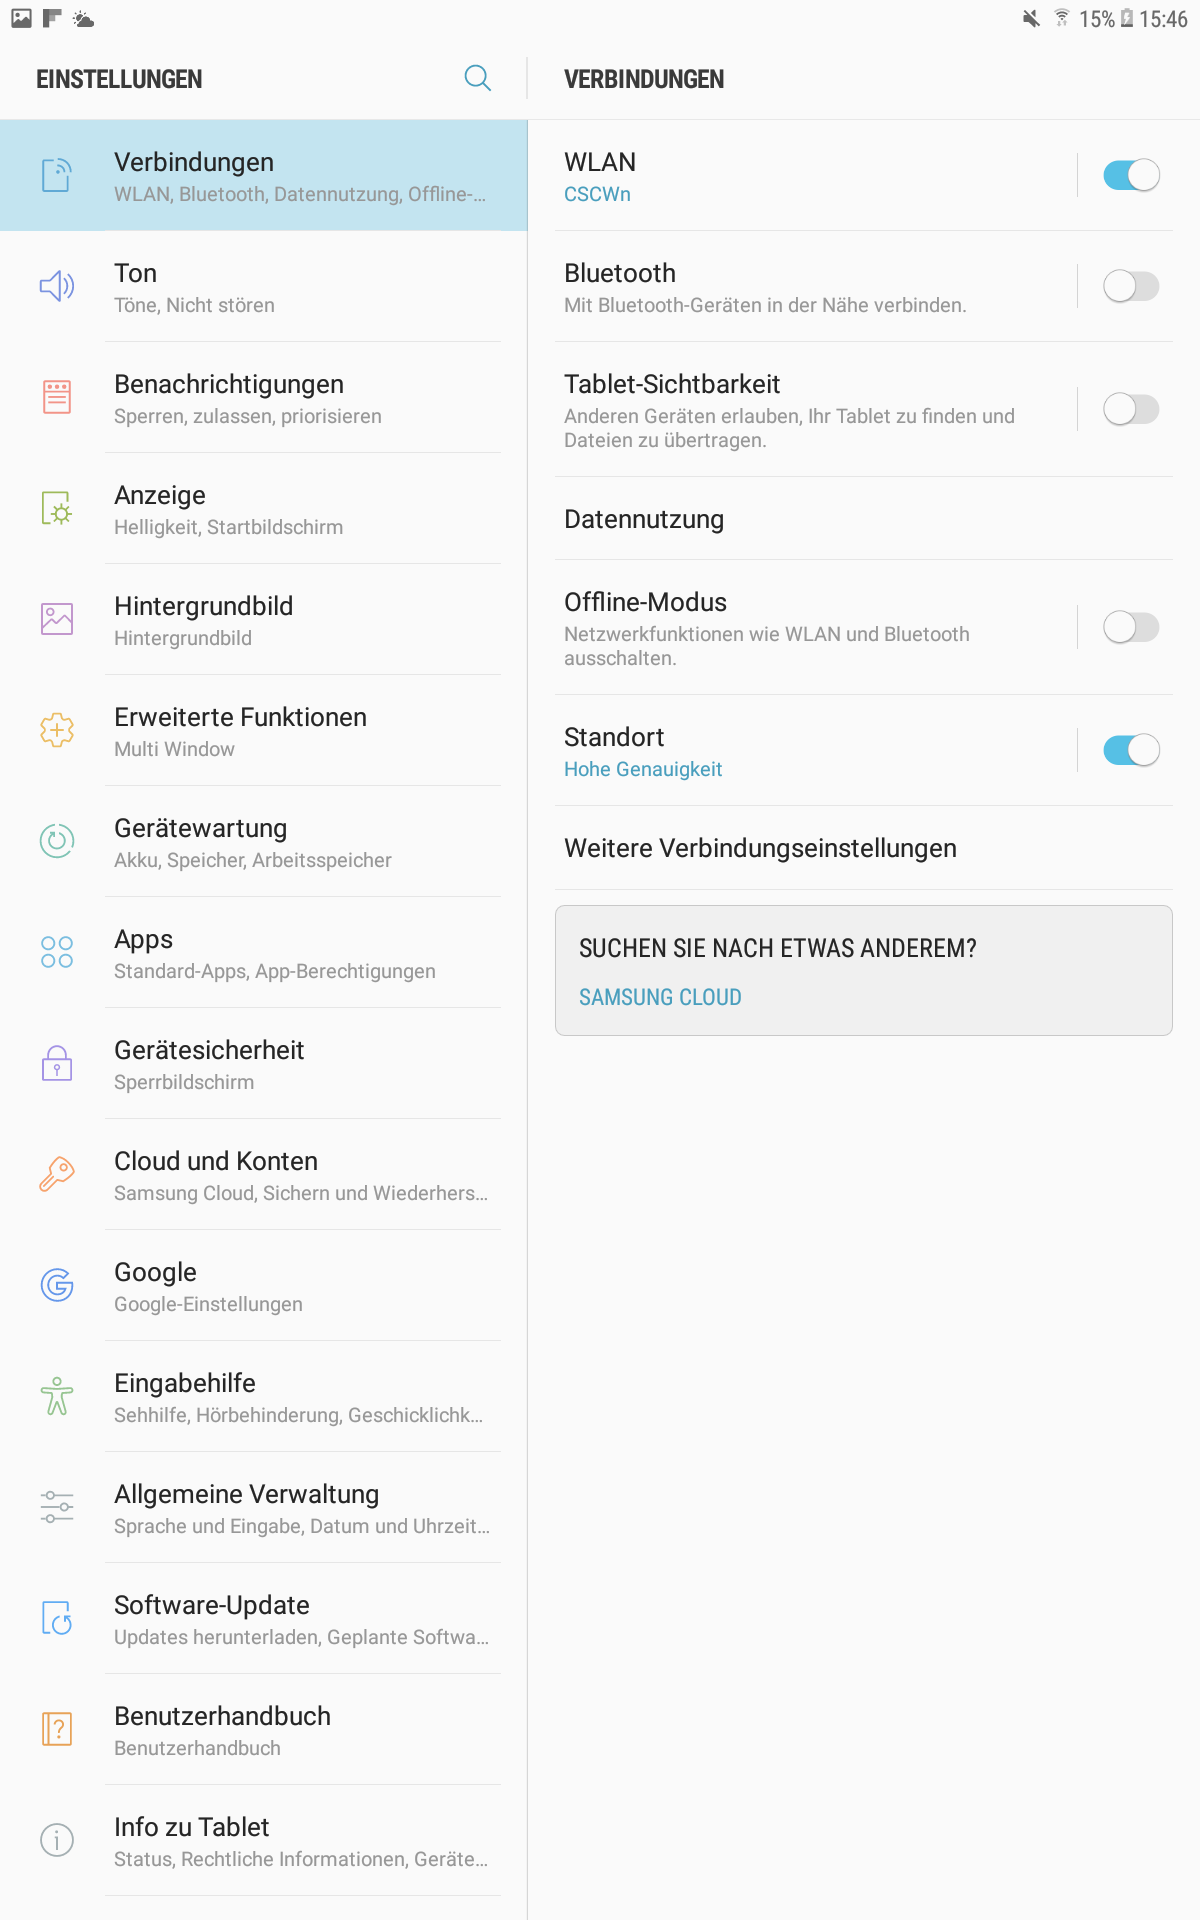 15% 15:46
EINSTELLUNGEN
Verbindungen
WLAN, Bluetooth, Datennutzung, Offline-...
Ton
Töne, Nicht stören
Benachrichtigungen
Sperren, zulassen, priorisieren
Anzeige
Helligkeit, Startbildschirm
Hintergrundbild
Hintergrundbild
Erweiterte Funktionen
Multi Window
Gerätewartung
Akku, Speicher, Arbeitsspeicher
Apps
Standard-Apps, App-Berechtigungen
Gerätesicherheit
Sperrbildschirm
Cloud und Konten
Samsung Cloud, Sichern und Wiederhers...
Google
Google-Einstellungen
Eingabehilfe
Sehhilfe, Hörbehinderung, Geschicklichk...
Allgemeine Verwaltung
Sprache und Eingabe, Datum und Uhrzeit...
Software-Update
Updates herunterladen, Geplante Softwa...
Benutzerhandbuch
Benutzerhandbuch
Info zu Tablet
Status, Rechtliche Informationen, Geräte...
VERBINDUNGEN
WLAN
CSCWn
Bluetooth
Mit Bluetooth-Geräten in der Nähe verbinden.
Tablet-Sichtbarkeit
Anderen Geräten erlauben, Ihr Tablet zu finden und
Dateien zu übertragen.
Datennutzung
Offline-Modus
Netzwerkfunktionen wie WLAN und Bluetooth
ausschalten.
Standort
Hohe Genauigkeit
Weitere Verbindungseinstellungen
SUCHEN SIE NACH ETWAS ANDEREM?
SAMSUNG CLOUD